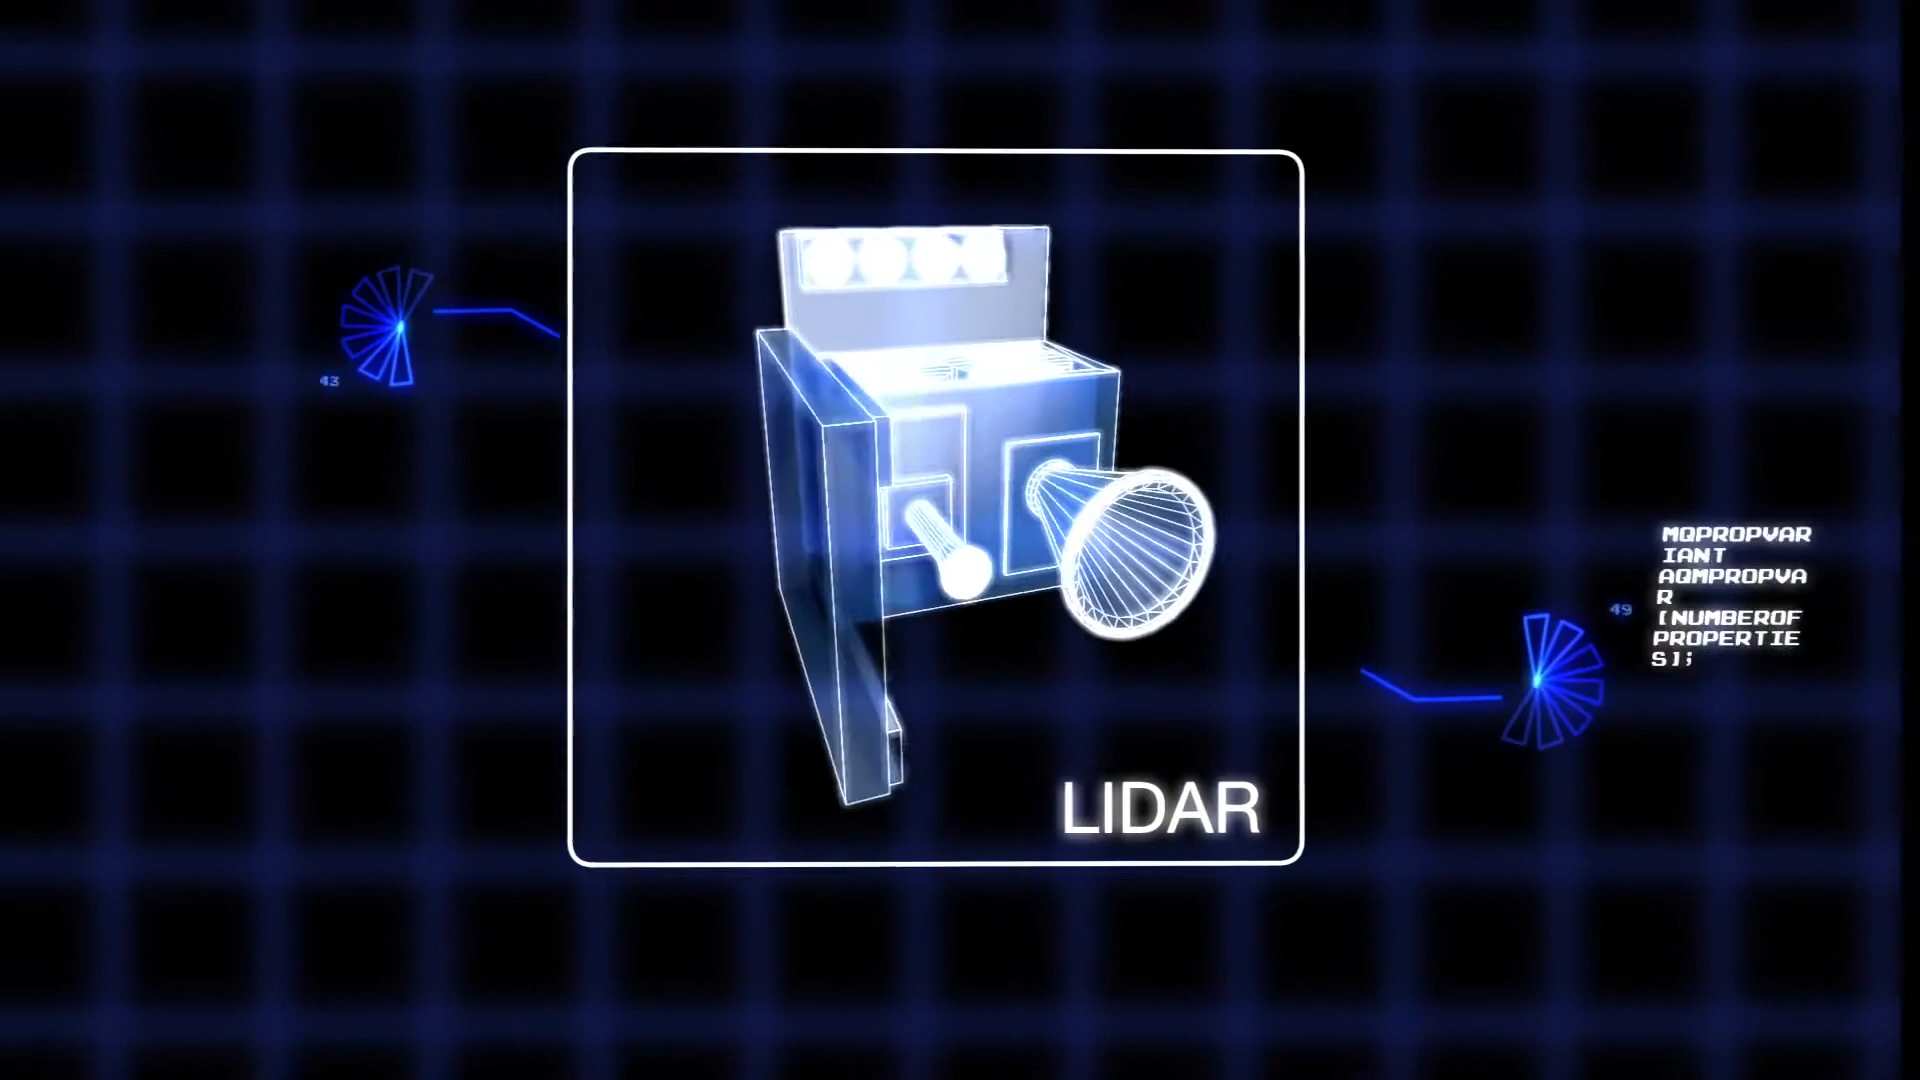 43
MQPROPVAR
IANT
AQMPROPVA
R
[NUMBEROF
PROPERTIE
S];
49
LIDAR